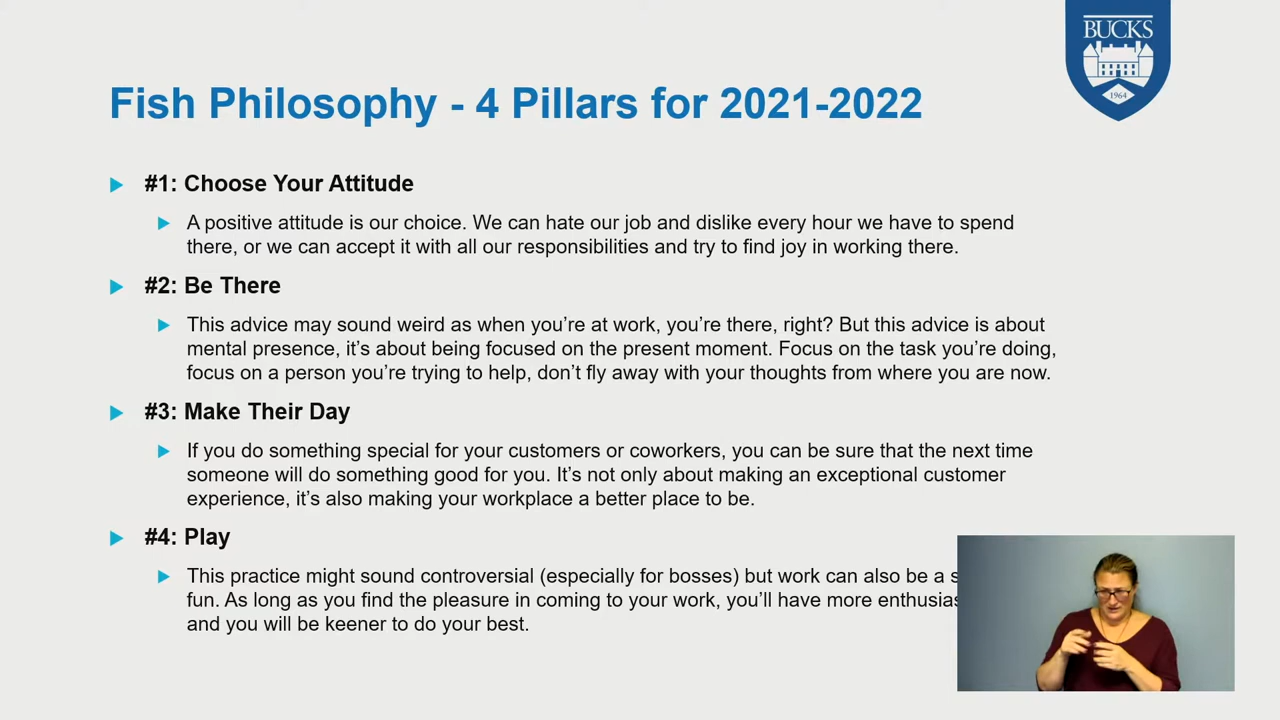 BUCKS
1964
Fish Philosophy - 4 Pillars for 2021-2022
#1: Choose Your Attitude
A positive attitude is our choice. We can hate our job and dislike every hour we have to spend
there, or we can accept it with all our responsibilities and try to find joy in working there.
#2: Be There
This advice may sound weird as when you’re at work, you’re there, right? But this advice is about
mental presence, it’s about being focused on the present moment. Focus on the task you’re doing,
focus on a person you’re trying to help, don’t fly away with your thoughts from where you are now.
#3: Make Their Day
If you do something special for your customers or coworkers, you can be sure that the next time
someone will do something good for you. It’s not only about making an exceptional customer
experience, it’s also making your workplace a better place to be.
#4: Play
This practice might sound controversial (especially for bosses) but work can also be a
fun. As long as you find the pleasure in coming to your work, you’ll have more
and you will be keener to do your best.